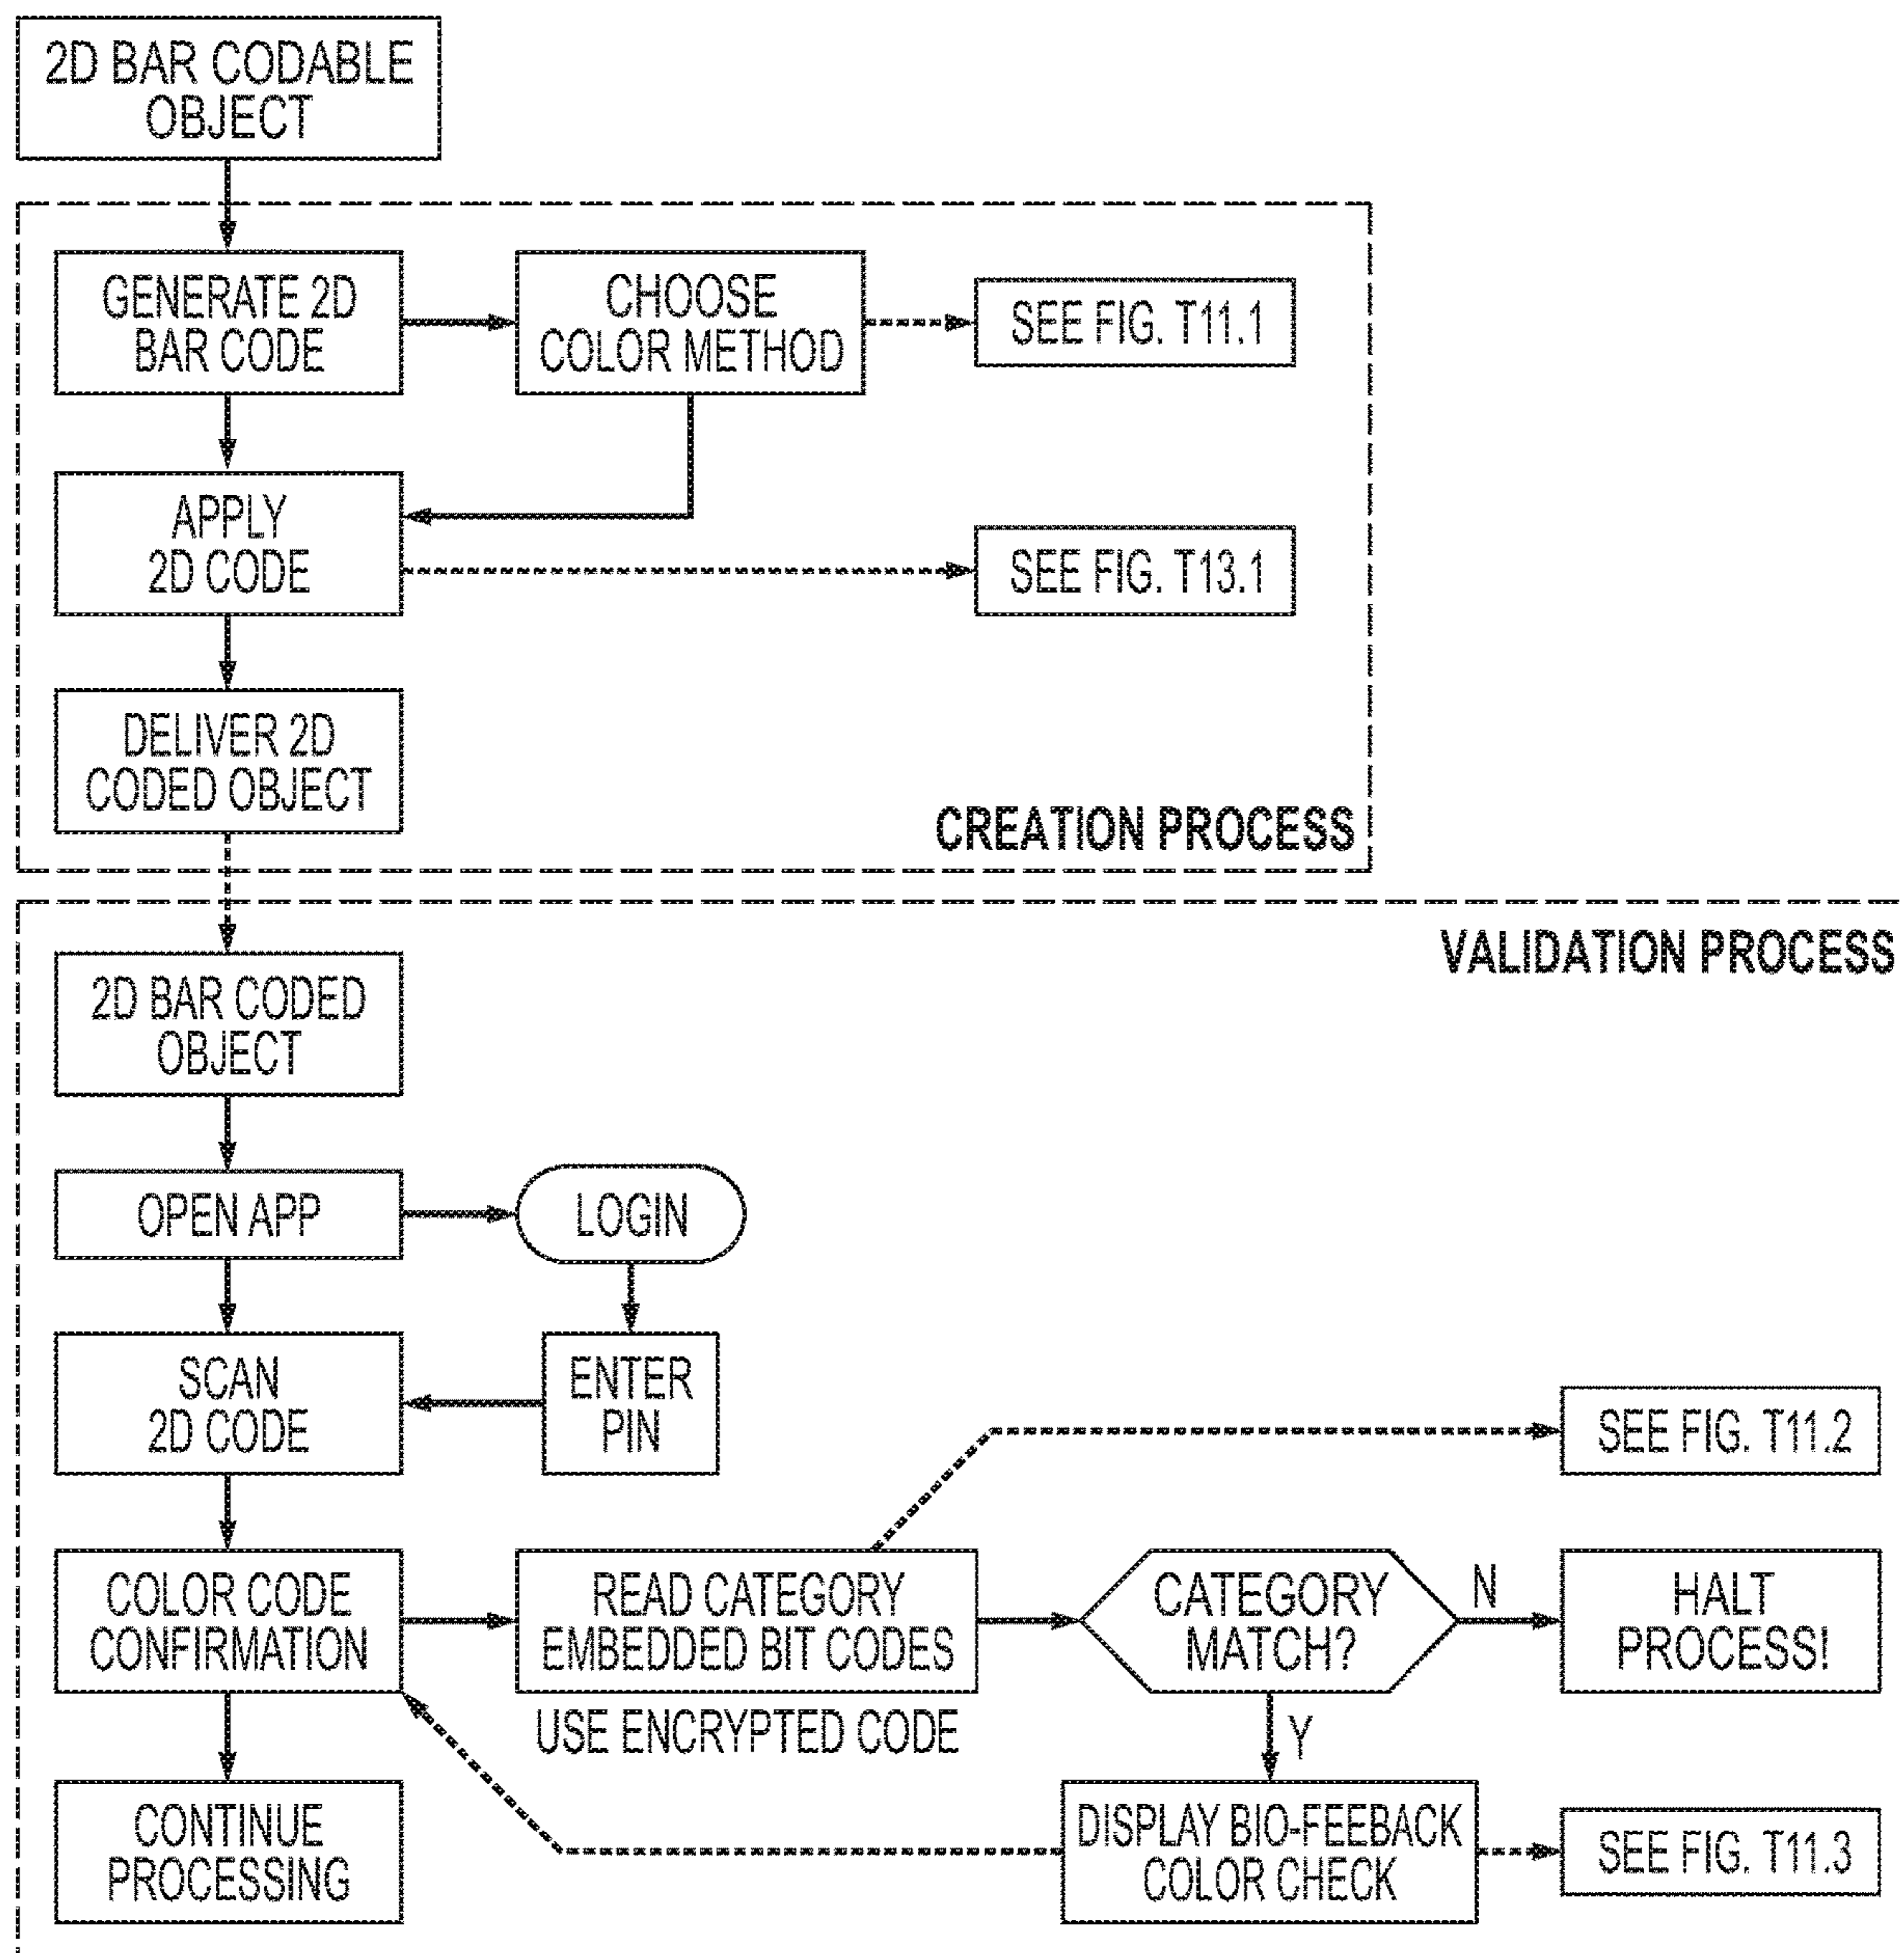 2D BAR CODABLE
OBJECT
GENERATE 2D
BAR CODE
CHOOSE
COLOR METHOD
SEE FIG. T11.1
APPLY
2D CODE
SEE FIG. T13.1
DELIVER 2D
CODED OBJECT
CREATION PROCESS
VALIDATION PROCESS
2D BAR CODED
OBJECT
OPEN APP
LOGIN
SCAN
2D CODE
ENTER
PIN
SEE FIG. T11.2
COLOR CODE
CONFIRMATION
READ CATEGORY
EMBEDDED BIT CODES
USE ENCRYPTED CODE
CATEGORY
MATCH?
N
HALT
PROCESS!
Y
CONTINUE
PROCESSING
DISPLAY BIO-FEEBACK
COLOR CHECK
SEE FIG. T11.3